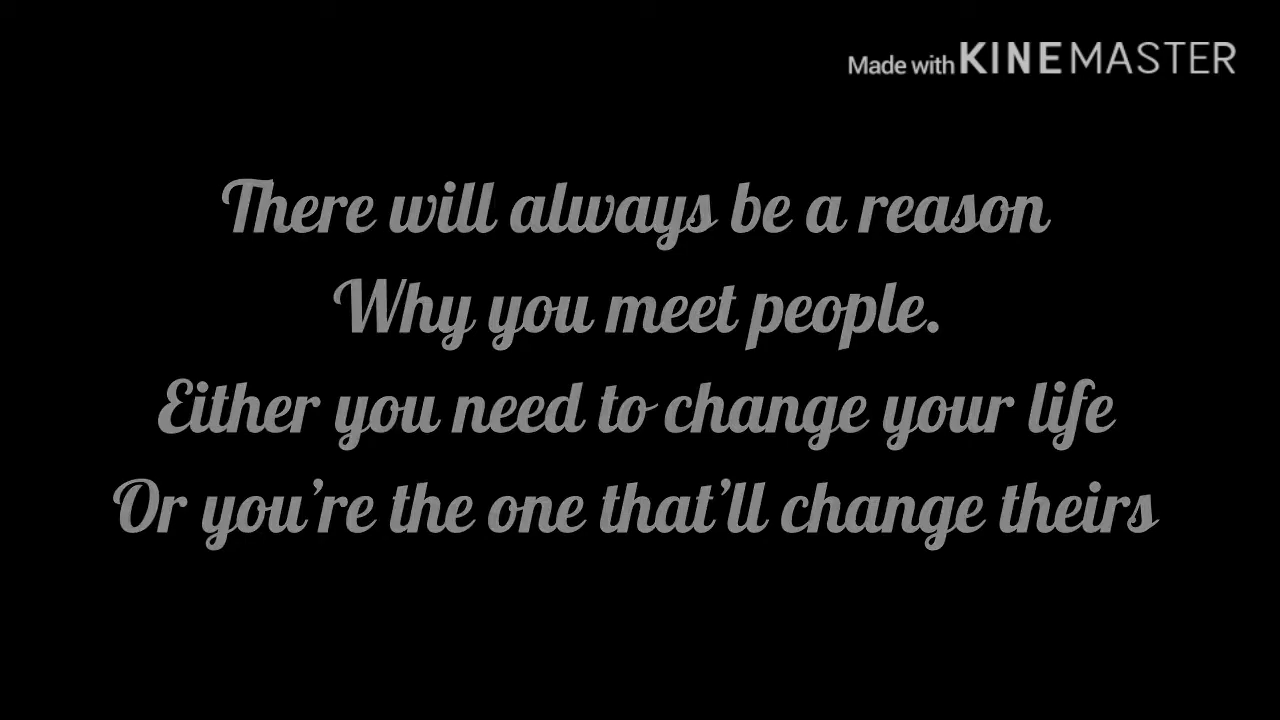 Made with KINEMASTER
There will always be a reason
Why you meet people.
Either you need to change your life
Or you're the one that'll change theirs